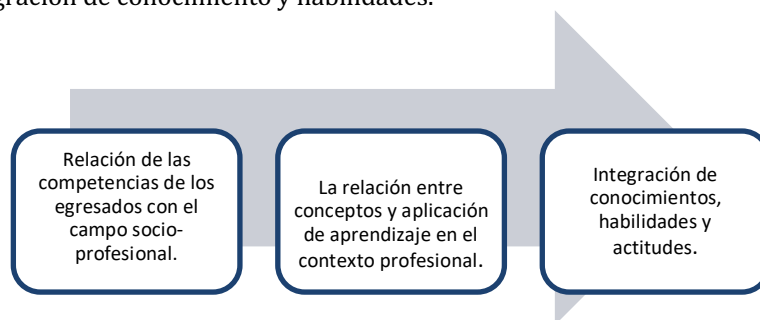 gración de conocimiento y habilidades.
Relación de las
competencias de los
egresados con el
campo socio-
profesional.
La relación entre
conceptos y aplicación
de aprendizaje en el
contexto profesional.
Integración de
conocimientos,
habilidades y
actitudes.